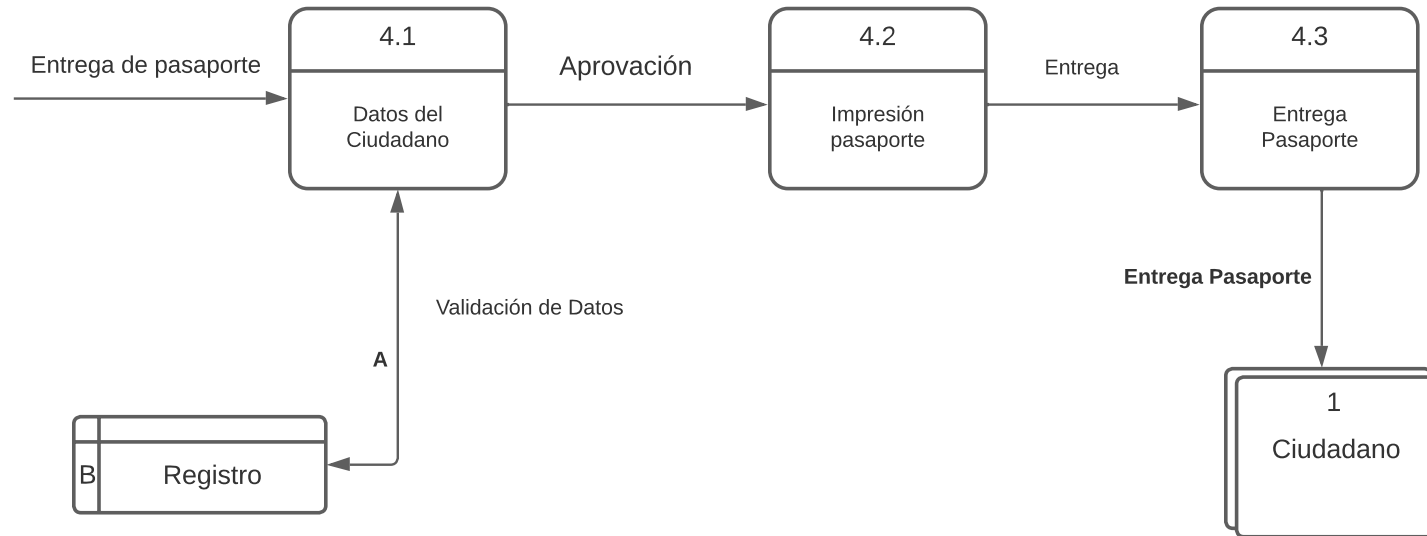 4.1
4.2
4.3
Entrega de pasaporte
Aprovación
Entrega
Datos del
Ciudadano
Impresión
pasaporte
Entrega
Pasaporte
Entrega Pasaporte
Validación de Datos
A
1
Ciudadano
B
Registro